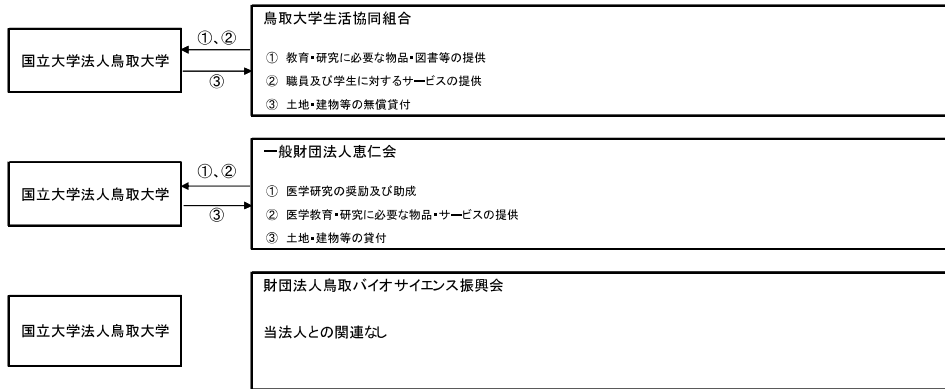 鳥取大学生活協同組合
国立大学法人鳥取大学
①、②
③
① 教育・研究に必要な物品・図書等の提供
② 職員及び学生に対するサービスの提供
③ 土地・建物等の無償貸付
一般財団法人恵仁会
国立大学法人鳥取大学
①、②
③
① 医学研究の奨励及び助成
② 医学教育・研究に必要な物品・サービスの提供
③ 土地・建物等の貸付
財団法人鳥取バイオサイエンス振興会
国立大学法人鳥取大学
当法人との関連なし